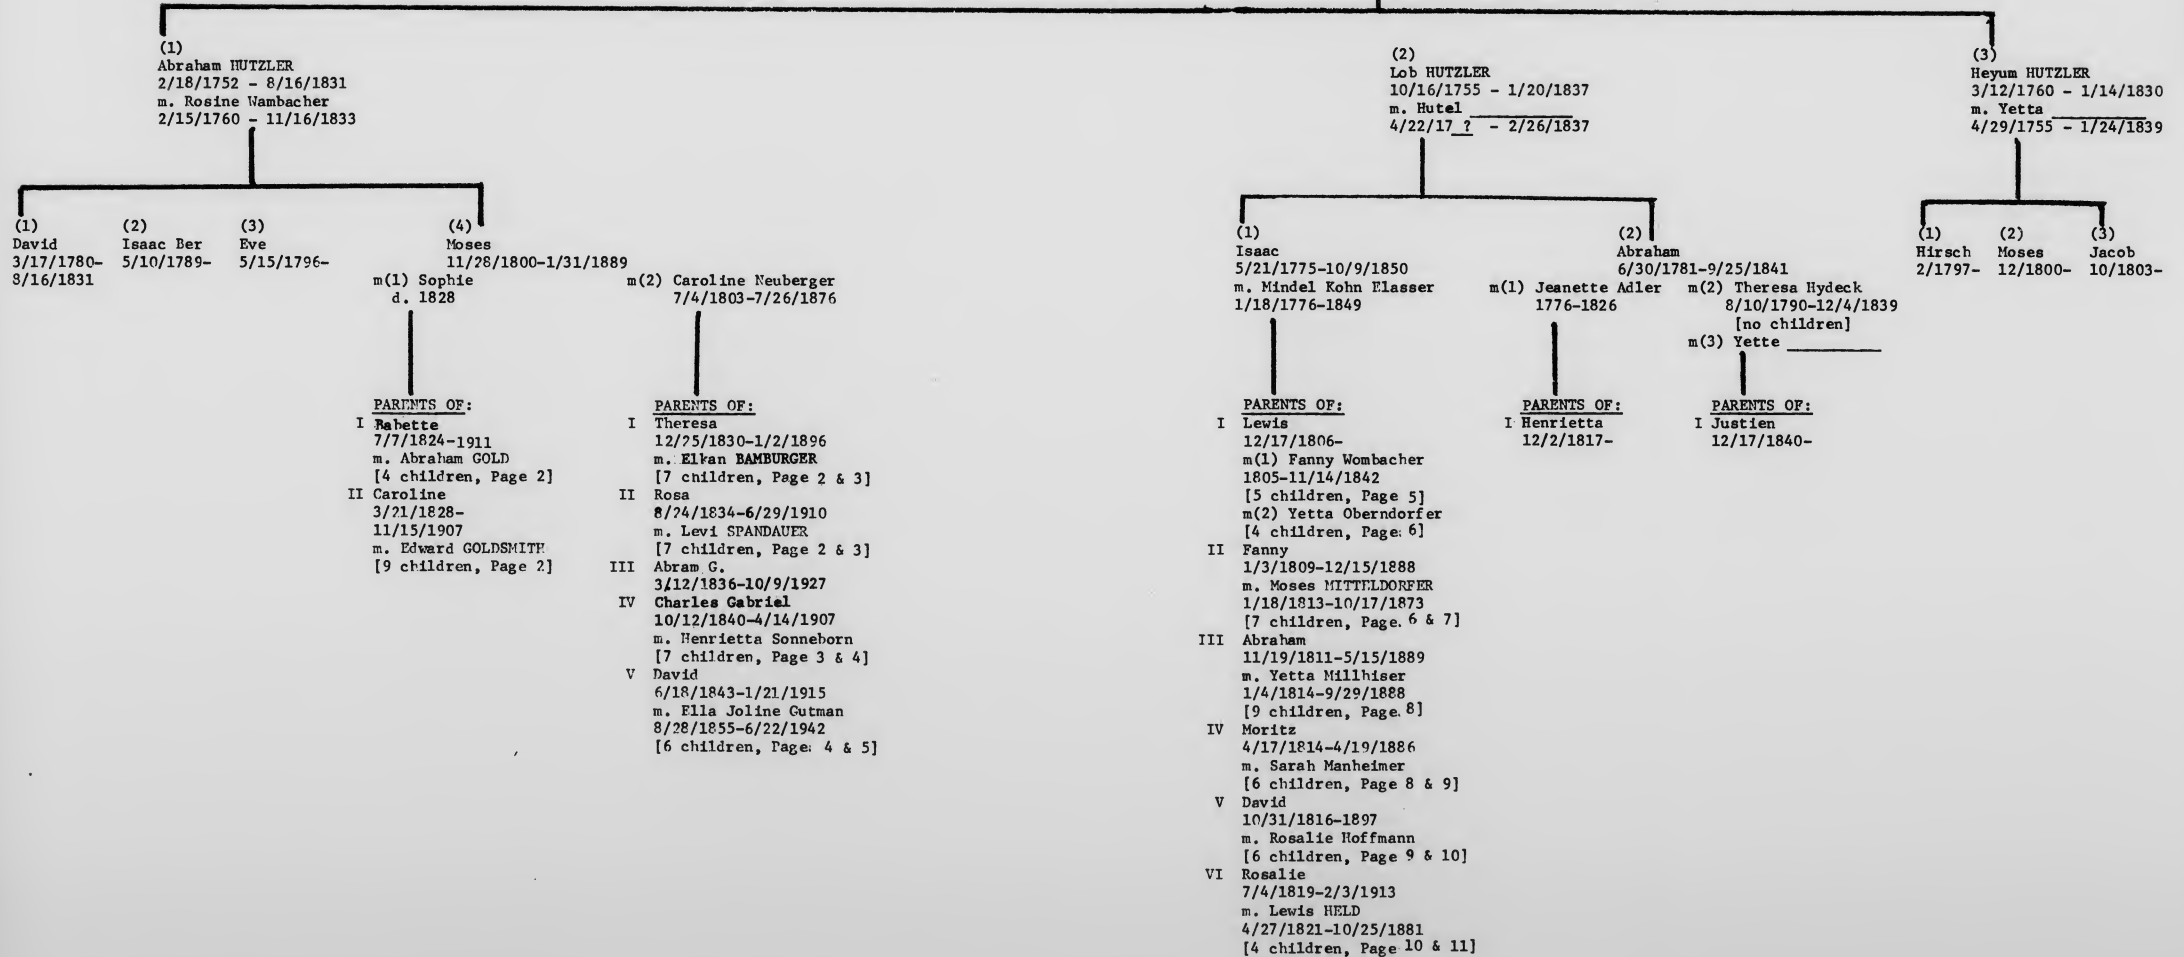 (1)
Abraham HUTZLER
2/18/1752 - 8/16/1831
m. Rosine Wambacher
2/15/1760 - 11/16/1833
(2)
Lob HUTZLER
10/16/1755 - 1/20/1837
m. Hutel __________
4/22/17_?_ - 2/26/1837
(3)
Heyum HUTZLER
3/12/1760 - 1/14/1830
m. Yetta __________
4/29/1755 - 1/24/1839
(1)
David
3/17/1780-
8/16/1831
(2)
Isaac Ber
5/10/1789-
(3)
Eve
5/15/1796-
(4)
Moses
11/28/1800-1/31/1889
m(1) Sophie
d. 1828
m(2) Caroline Neuberger
7/4/1803-7/26/1876
(1)
Isaac
5/21/1775-10/9/1850
m. Mindel Kohn Elasser
1/18/1776-1849
(2)
Abraham
6/30/1781-9/25/1841
m(1) Jeanette Adler
1776-1826
m(2) Theresa Hydeck
8/10/1790-12/4/1839
[no children]
m(3) Yette __________
(1)
Hirsch
2/1797-
(2)
Moses
12/1800-
(3)
Jacob
10/1803-
PARENTS OF:
I Babette
7/7/1824-1911
m. Abraham GOLD
[4 children, Page 2]
II Caroline
3/21/1828-
11/15/1907
m. Edward GOLDSMITH
[9 children, Page 2]
PARENTS OF:
I Theresa
12/25/1830-1/2/1896
m. Elkan BAMBURGER
[7 children, Page 2 & 3]
II Rosa
8/24/1834-6/29/1910
m. Levi SPANDAUER
[7 children, Page 2 & 3]
III Abram G.
3/12/1836-10/9/1927
IV Charles Gabriel
10/12/1840-4/14/1907
m. Henrietta Sonneborn
[7 children, Page 3 & 4]
V David
6/18/1843-1/21/1915
m. Ella Joline Gutman
8/28/1855-6/22/1942
[6 children, Page 4 & 5]
PARENTS OF:
I Lewis
12/17/1806-
m(1) Fanny Wombacher
1805-11/14/1842
[5 children, Page 5]
m(2) Yetta Oberndorfer
[4 children, Page 6]
II Fanny
1/3/1809-12/15/1888
m. Moses MITTELDORFER
1/18/1813-10/17/1873
[7 children, Page. 6 & 7]
III Abraham
11/19/1811-5/15/1889
m. Yetta Millhiser
1/4/1814-9/29/1888
[9 children, Page. 8]
IV Moritz
4/17/1814-4/19/1886
m. Sarah Manheimer
[6 children, Page 8 & 9]
V David
10/31/1816-1897
m. Rosalie Hoffmann
[6 children, Page 9 & 10]
VI Rosalie
7/4/1819-2/3/1913
m. Lewis HELD
4/27/1821-10/25/1881
[4 children, Page 10 & 11]
PARENTS OF:
I Henrietta
12/2/1817-
PARENTS OF:
I Justien
12/17/1840-